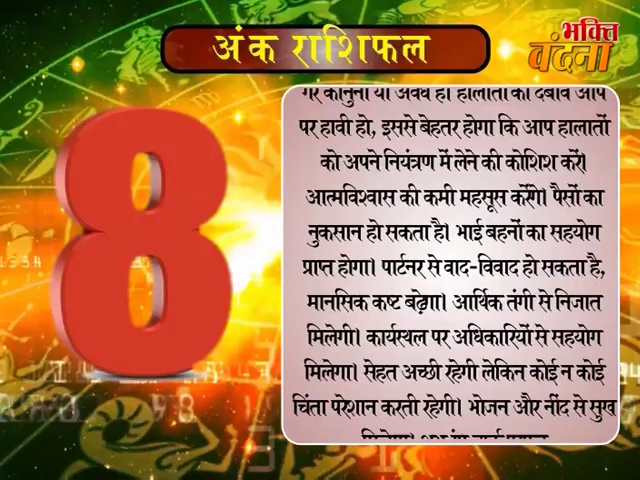 अंक राशिफल
भक्ति
वंदना
8
हालातों का दबाव आप
पर हावी हो, इससे बेहतर होगा कि आप हालातों
को अपने नियंत्रण में लेने की कोशिश करें।
आत्मविश्वास की कमी महसूस करेंगे। पैसों का
नुकसान हो सकता है। भाई बहनों का सहयोग
प्राप्त होगा। पार्टनर से वाद-विवाद हो सकता है,
मानसिक कष्ट बढ़ेगा। आर्थिक तंगी से निजात
मिलेगी। कार्यस्थल पर अधिकारियों से सहयोग
मिलेगा। सेहत अच्छी रहेगी लेकिन कोई न कोई
चिंता परेशान करती रहेगी। भोजन और नींद से सुख